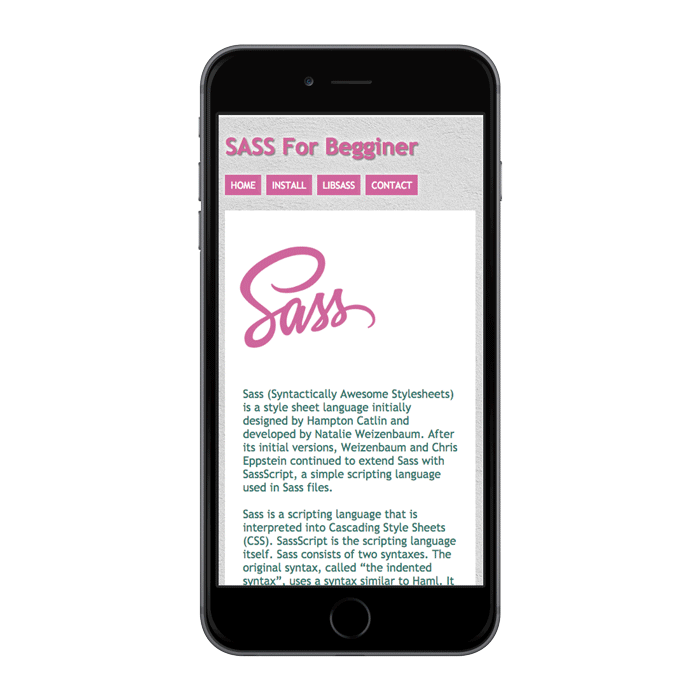 SASS For Begginer
HOME INSTALL LIBSASS CONTACT
Sass
Sass (Syntactically Awesome Stylesheets)
is a style sheet language initially
designed by Hampton Catlin and
developed by Natalie Weizenbaum. After
its initial versions, Weizenbaum and Chris
Eppstein continued to extend Sass with
SassScript, a simple scripting language
used in Sass files.
Sass is a scripting language that is
interpreted into Cascading Style Sheets
(CSS). SassScript is the scripting language
itself. Sass consists of two syntaxes. The
original syntax, called “the indented
syntax”, uses a syntax similar to Haml. It